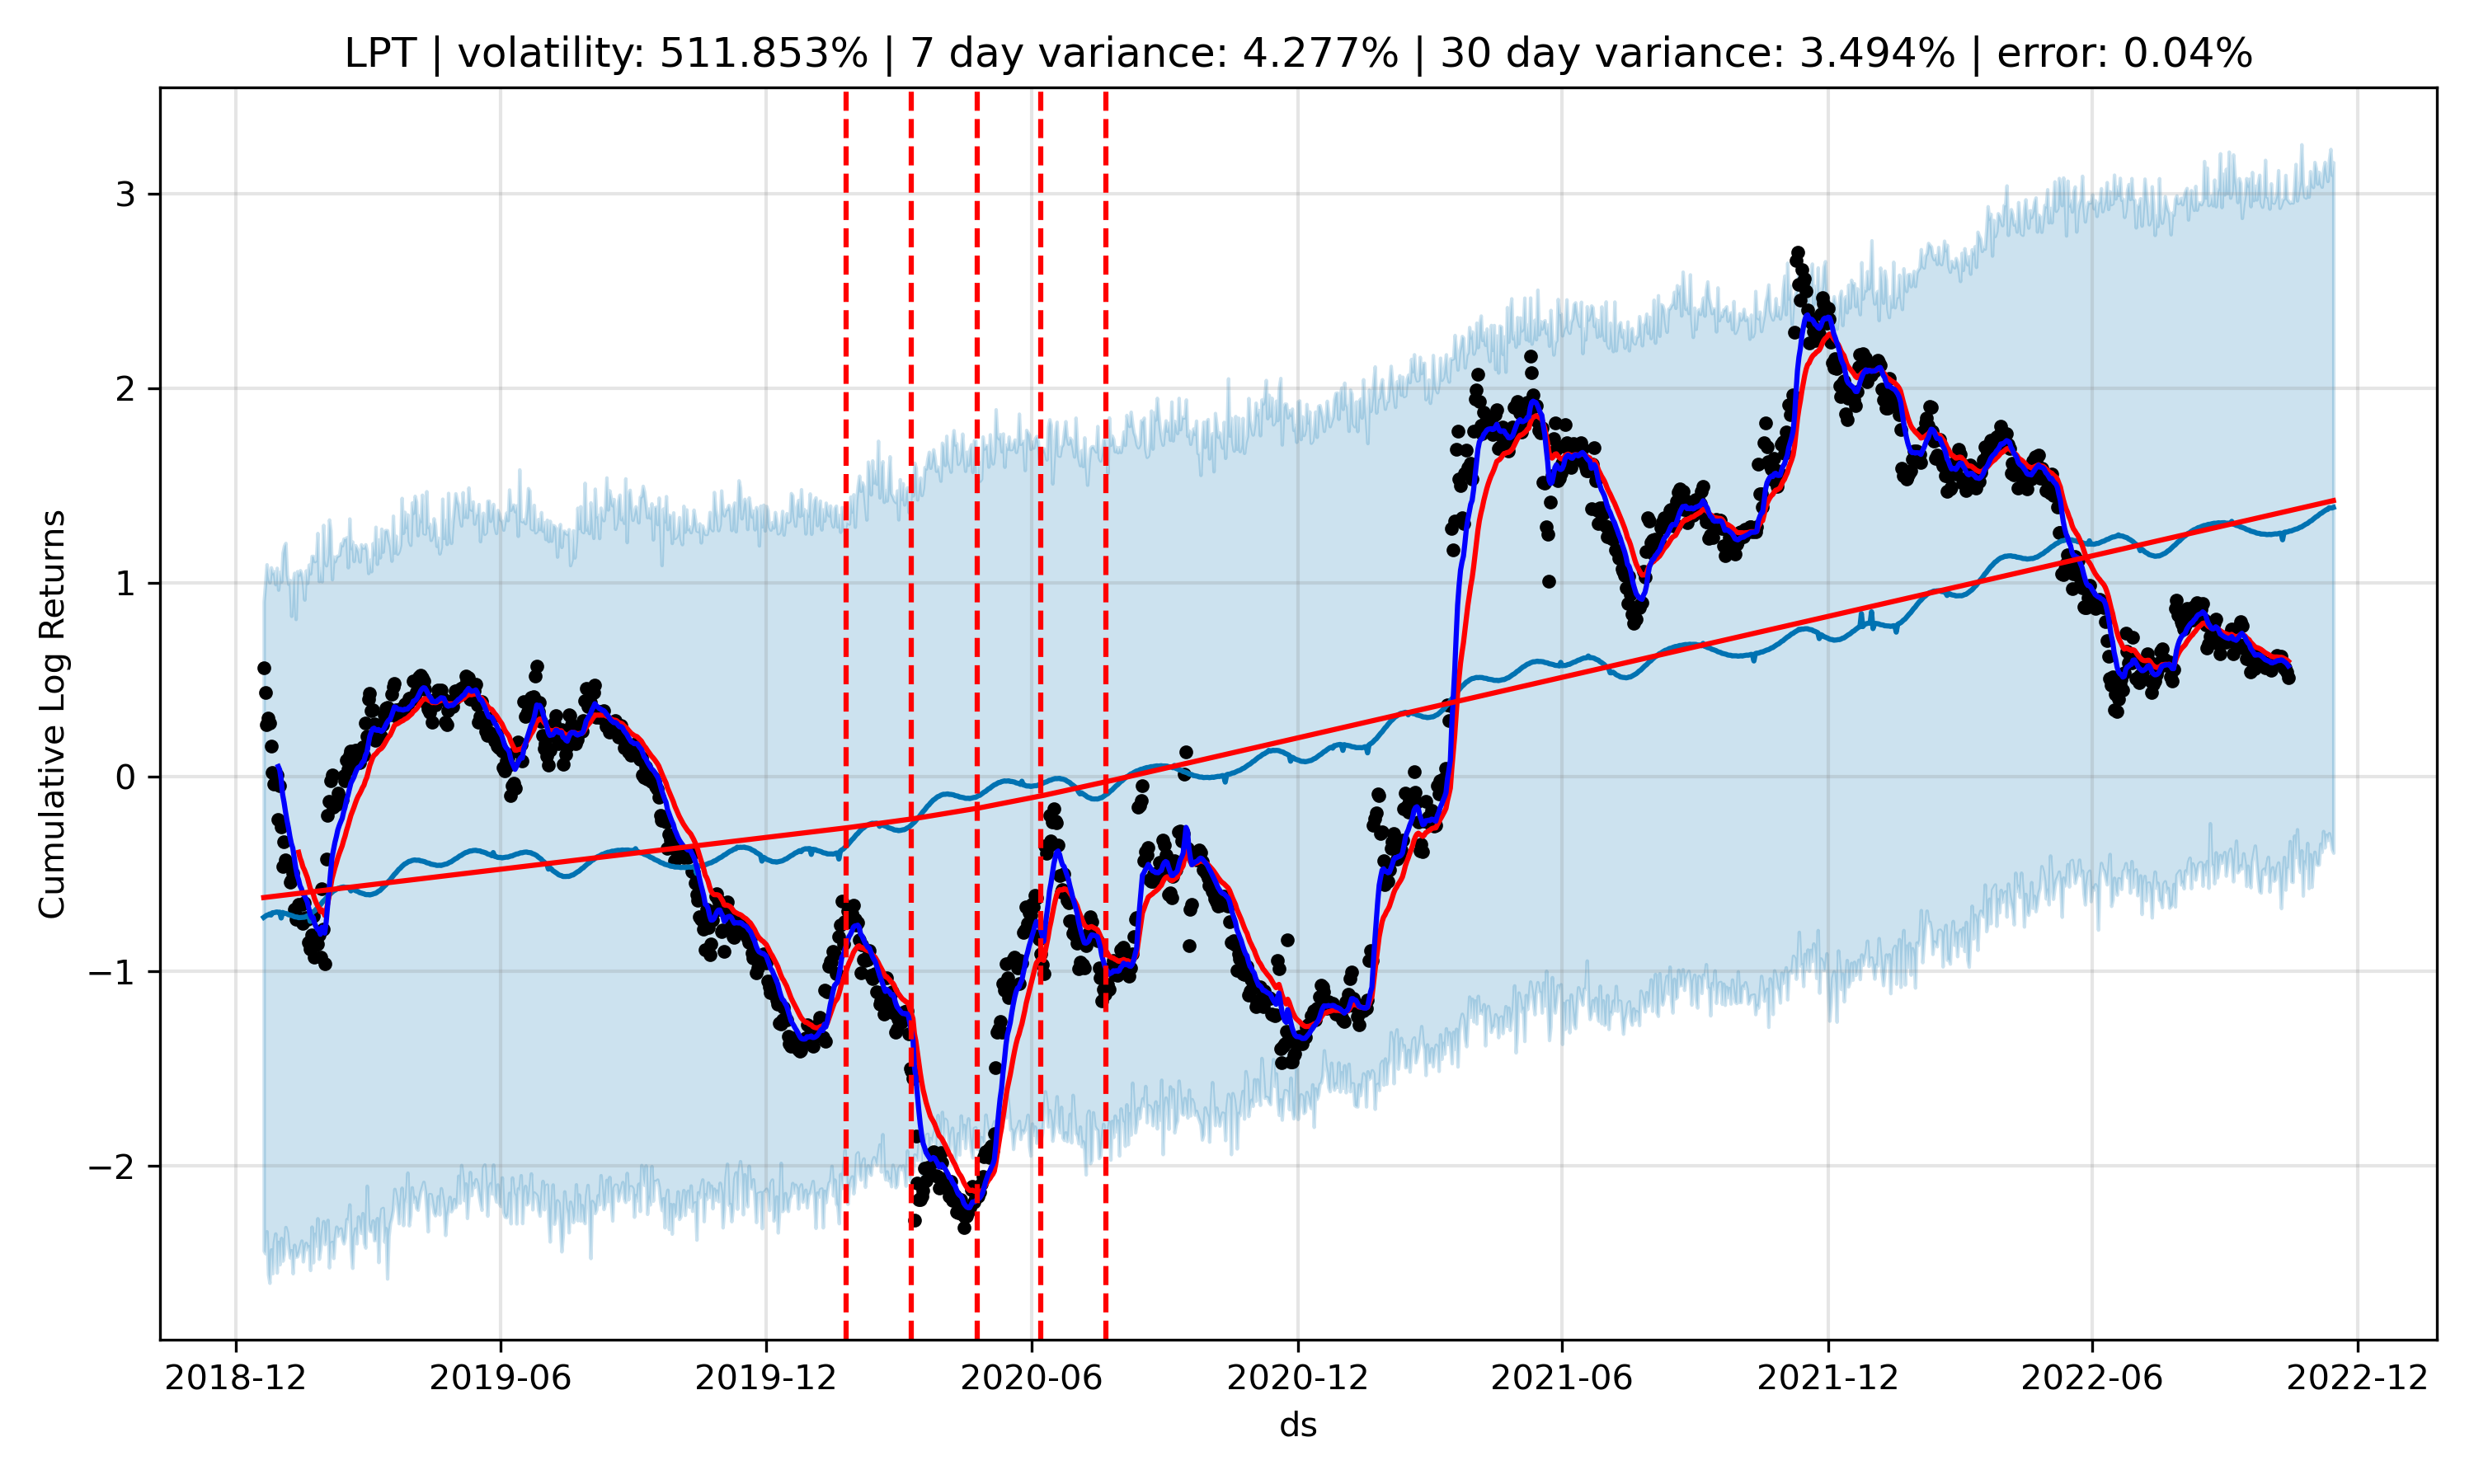 LPT | volatility: 511.853% | 7 day variance: 4.277% | 30 day variance: 3.494% | error: 0.04%
Cumulative Log Returns
3
2
1
0
−1
−2
2018-12 2019-06 2019-12 2020-06 2020-12 2021-06 2021-12 2022-06 2022-12
ds